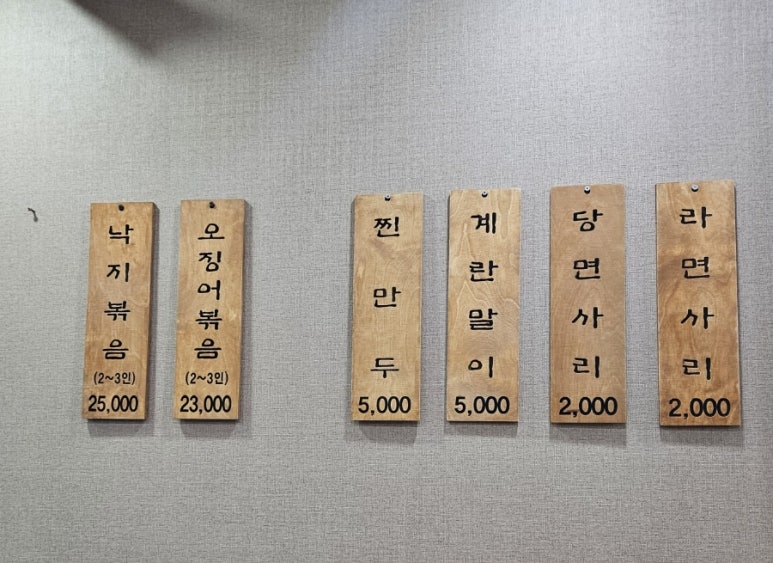 낙지볶음
(2~3인)
25,000
오징어볶음
(2~3인)
23,000
찐만두
5,000
계란말이
5,000
당면사리
2,000
라면사리
2,000